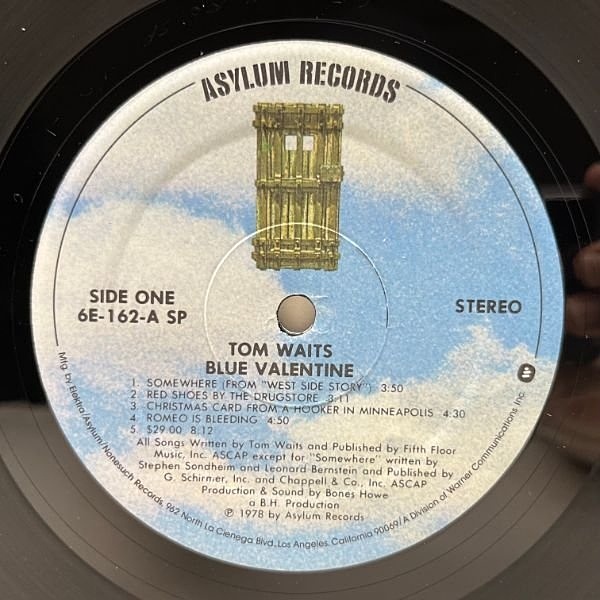 ASYLUM RECORDS
SIDE ONE
6E-162-A SP
STEREO
TOM WAITS
BLUE VALENTINE
1. SOMEWHERE (FROM "WEST SIDE STORY") 3:50
2. RED SHOES BY THE DRUGSTORE 3:11
3. CHRISTMAS CARD FROM A HOOKER IN MINNEAPOLIS 4:30
4. ROMEO IS BLEEDING 4:50
5. $29.00 8:12
All Songs Written by Tom Waits and Published by Fifth Floor
Music, Inc. ASCAP except for "Somewhere" written by
Stephen Sondheim and Leonard Bernstein and Published by
G. Schirmer, Inc. and Chappell & Co., Inc. ASCAP
Production & Sound by Bones Howe
a B.H. Production
℗ 1978 by Asylum Records
Mfg. by Elektra/Asylum/Nonesuch Records, 962 North La Cienega Blvd., Los Angeles, California 90069/A Division of Warner Communications Inc.